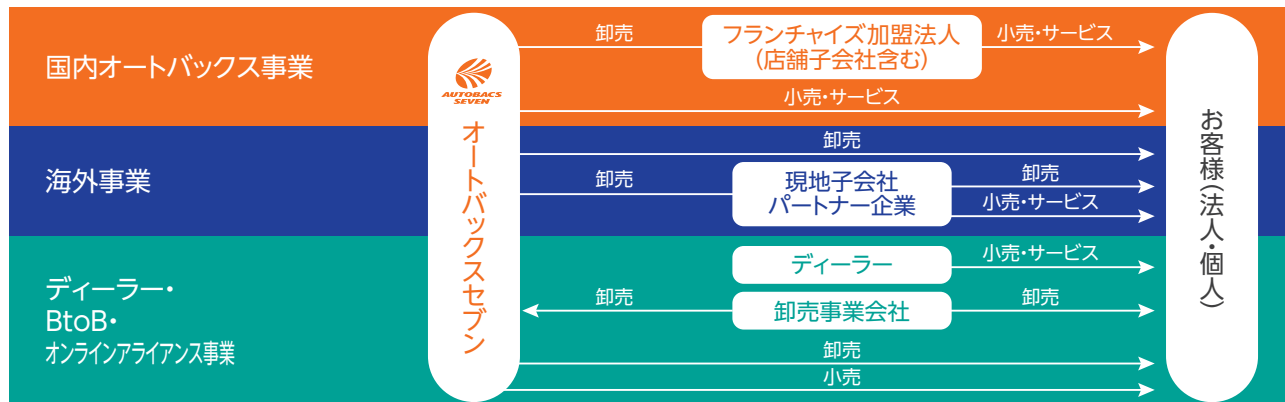 国内オートバックス事業
AUTOBACS
SEVEN
オートバックスセブン
卸売
フランチャイズ加盟法人
(店舗子会社含む)
小売・サービス
小売・サービス
お客様(法人・個人)
海外事業
卸売
卸売
現地子会社
パートナー企業
卸売
小売・サービス
ディーラー・
BtoB・
オンラインアライアンス事業
ディーラー
小売・サービス
卸売
卸売事業会社
卸売
卸売
小売